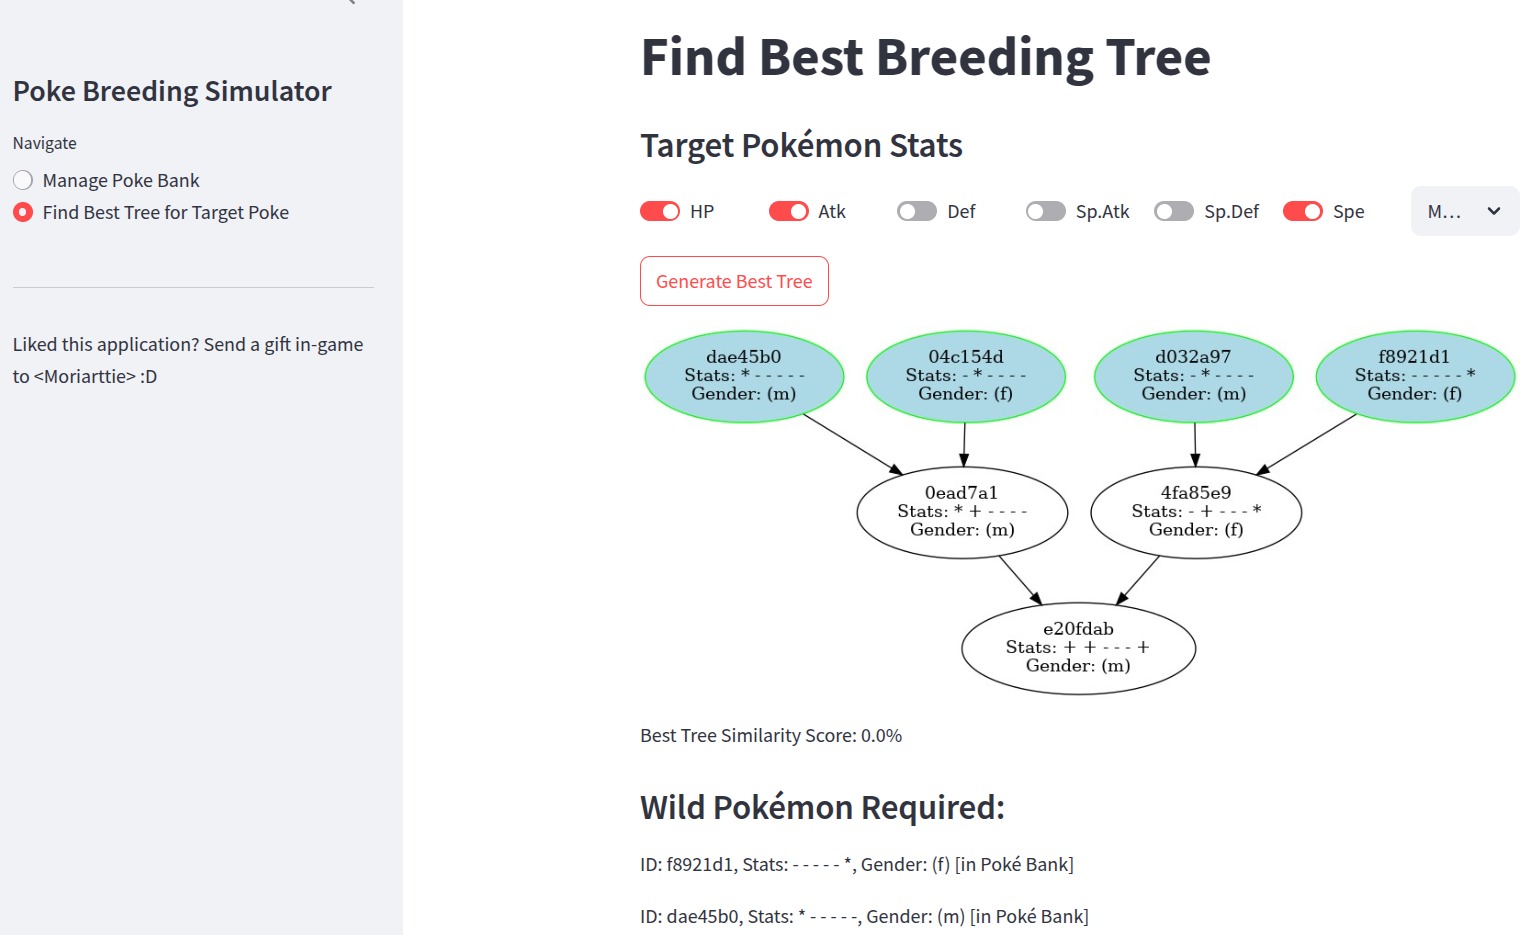 Poke Breeding Simulator
Navigate
Manage Poke Bank
Find Best Tree for Target Poke
Liked this application? Send a gift in-game
to <Moriarttie> :D
Find Best Breeding Tree
Target Pokémon Stats
HP
Atk
Def
Sp.Atk
Sp.Def
Spe
M...
Generate Best Tree
dae45b0
Stats: * - - - - -
Gender: (m)
04c154d
Stats: - * - - - -
Gender: (f)
d032a97
Stats: - * - - - -
Gender: (m)
f8921d1
Stats: - - - - - *
Gender: (f)
0ead7a1
Stats: * + - - - -
Gender: (m)
4fa85e9
Stats: - + - - - *
Gender: (f)
e20fdab
Stats: + + - - - +
Gender: (m)
Best Tree Similarity Score: 0.0%
Wild Pokémon Required:
ID: f8921d1, Stats: - - - - - *, Gender: (f) [in Poké Bank]
ID: dae45b0, Stats: * - - - - -, Gender: (m) [in Poké Bank]